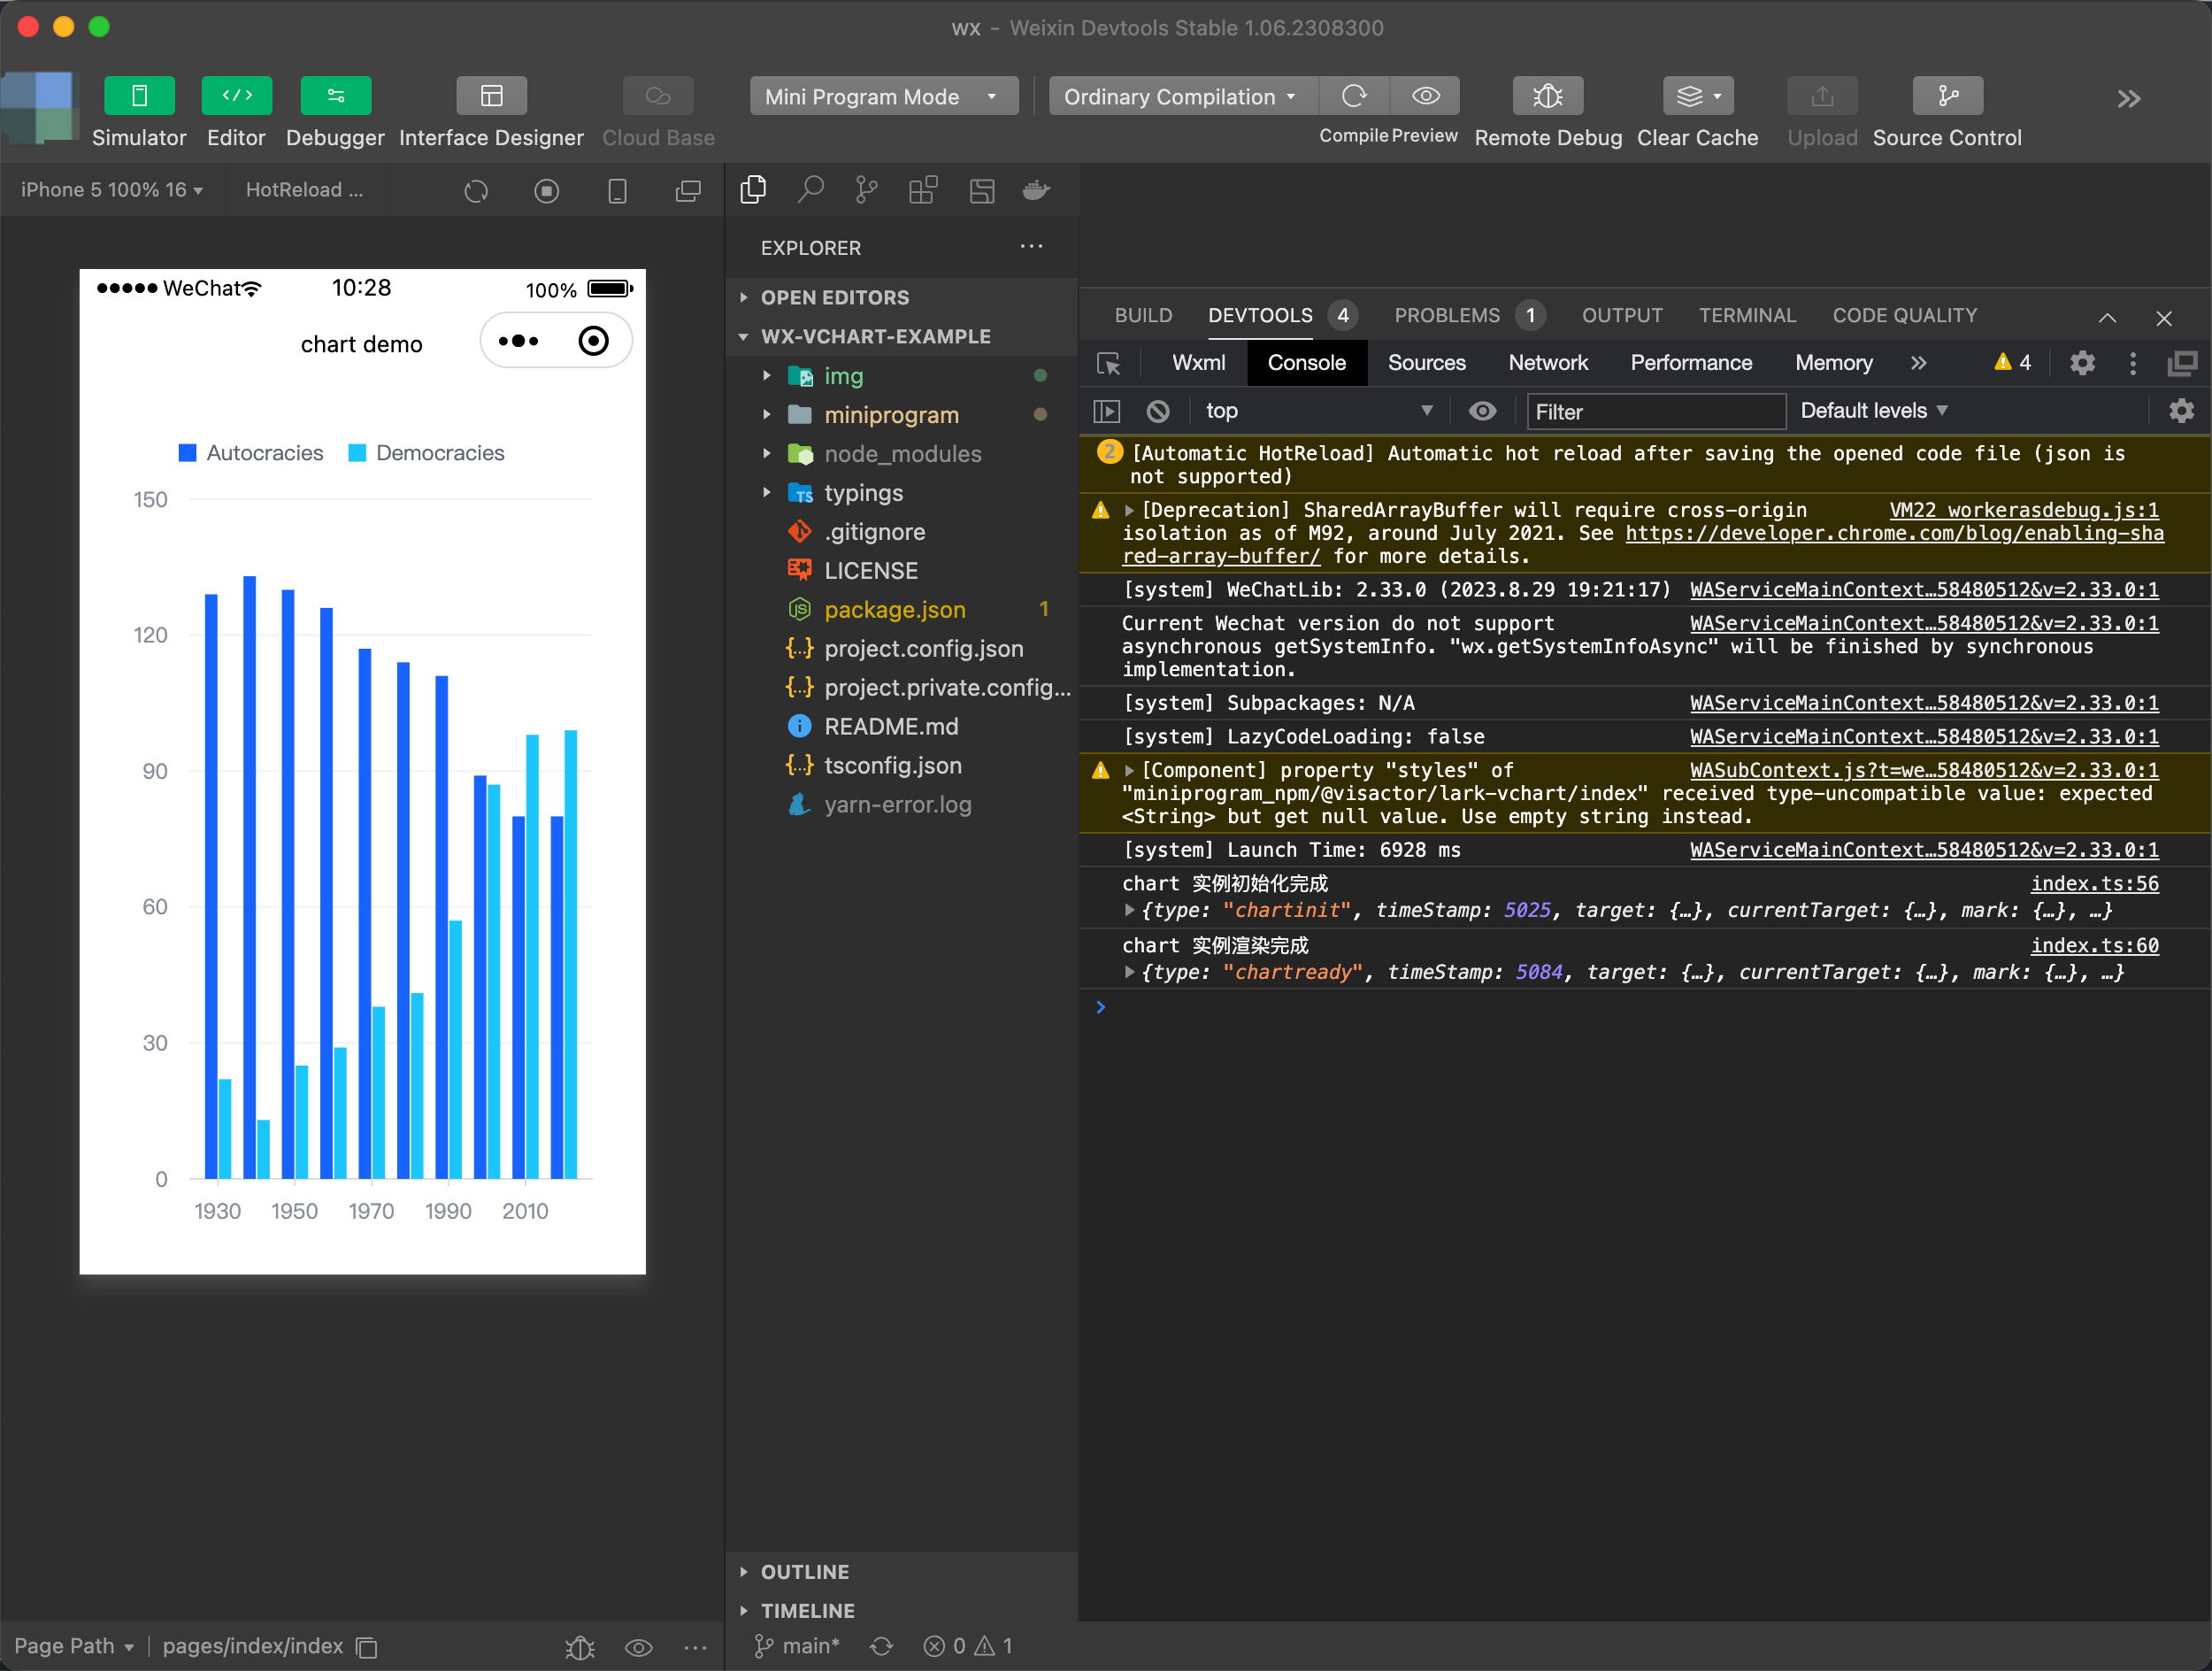 wx – Weixin Devtools Stable 1.06.2308300
Simulator
Editor
Debugger
Interface Designer
Cloud Base
Mini Program Mode
Ordinary Compilation
Compile
Preview
Remote Debug
Clear Cache
Upload
Source Control
iPhone 5 100% 16
HotReload ...
WeChat
10:28
100%
chart demo
Autocracies
Democracies
150
120
90
60
30
0
1930
1950
1970
1990
2010
Page Path
pages/index/index
EXPLORER
OPEN EDITORS
WX-VCHART-EXAMPLE
img
miniprogram
node_modules
TS typings
.gitignore
LICENSE
JS package.json 1
{...} project.config.json
{...} project.private.config...
README.md
{...} tsconfig.json
yarn-error.log
OUTLINE
TIMELINE
main*
0
1
BUILD
DEVTOOLS 4
PROBLEMS 1
OUTPUT
TERMINAL
CODE QUALITY
Wxml
Console
Sources
Network
Performance
Memory
4
top
Filter
Default levels
2 [Automatic HotReload] Automatic hot reload after saving the opened code file (json is
not supported)
[Deprecation] SharedArrayBuffer will require cross-origin VM22 workerasdebug.js:1
isolation as of M92, around July 2021. See https://developer.chrome.com/blog/enabling-sha
red-array-buffer/ for more details.
[system] WeChatLib: 2.33.0 (2023.8.29 19:21:17) WAServiceMainContext…58480512&v=2.33.0:1
Current Wechat version do not support WAServiceMainContext…58480512&v=2.33.0:1
asynchronous getSystemInfo. "wx.getSystemInfoAsync" will be finished by synchronous
implementation.
[system] Subpackages: N/A WAServiceMainContext…58480512&v=2.33.0:1
[system] LazyCodeLoading: false WAServiceMainContext…58480512&v=2.33.0:1
[Component] property "styles" of WASubContext.js?t=we…58480512&v=2.33.0:1
"miniprogram_npm/@visactor/lark-vchart/index" received type-uncompatible value: expected
<String> but get null value. Use empty string instead.
[system] Launch Time: 6928 ms WAServiceMainContext…58480512&v=2.33.0:1
chart 实例初始化完成 index.ts:56
{type: "chartinit", timeStamp: 5025, target: {…}, currentTarget: {…}, mark: {…}, …}
chart 实例渲染完成 index.ts:60
{type: "chartready", timeStamp: 5084, target: {…}, currentTarget: {…}, mark: {…}, …}